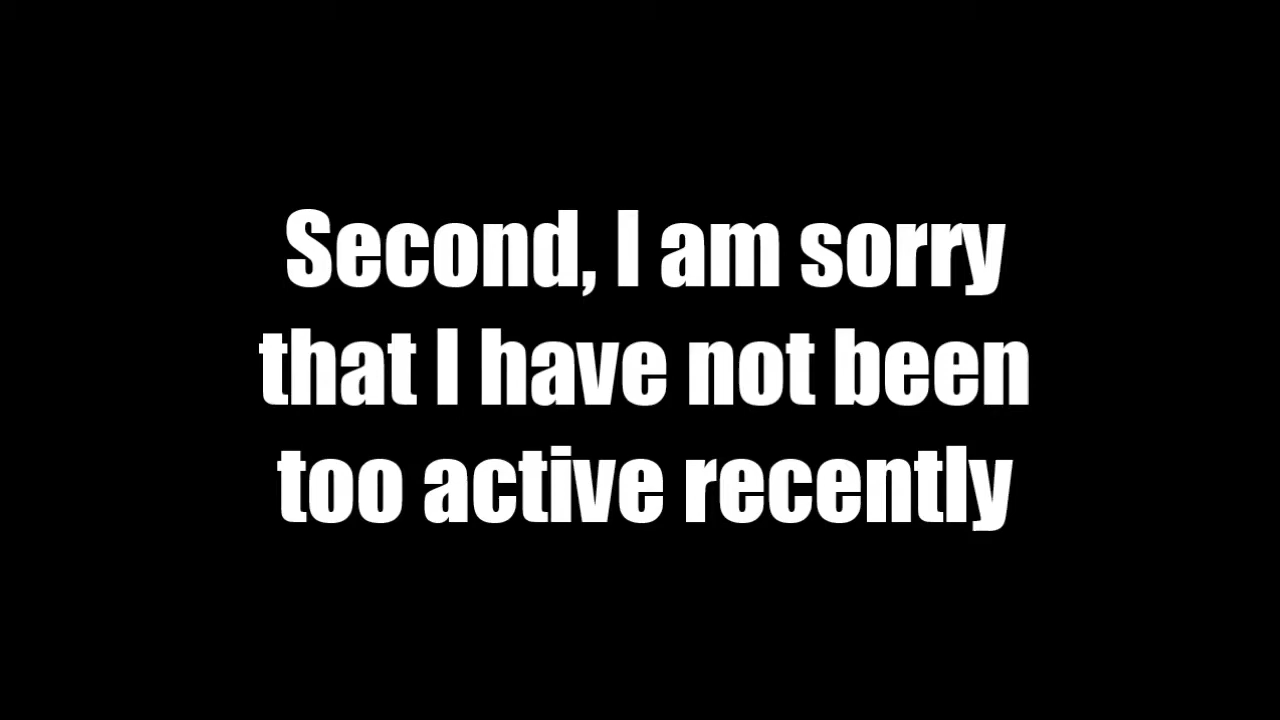 Second, I am sorry
that I have not been
too active recently